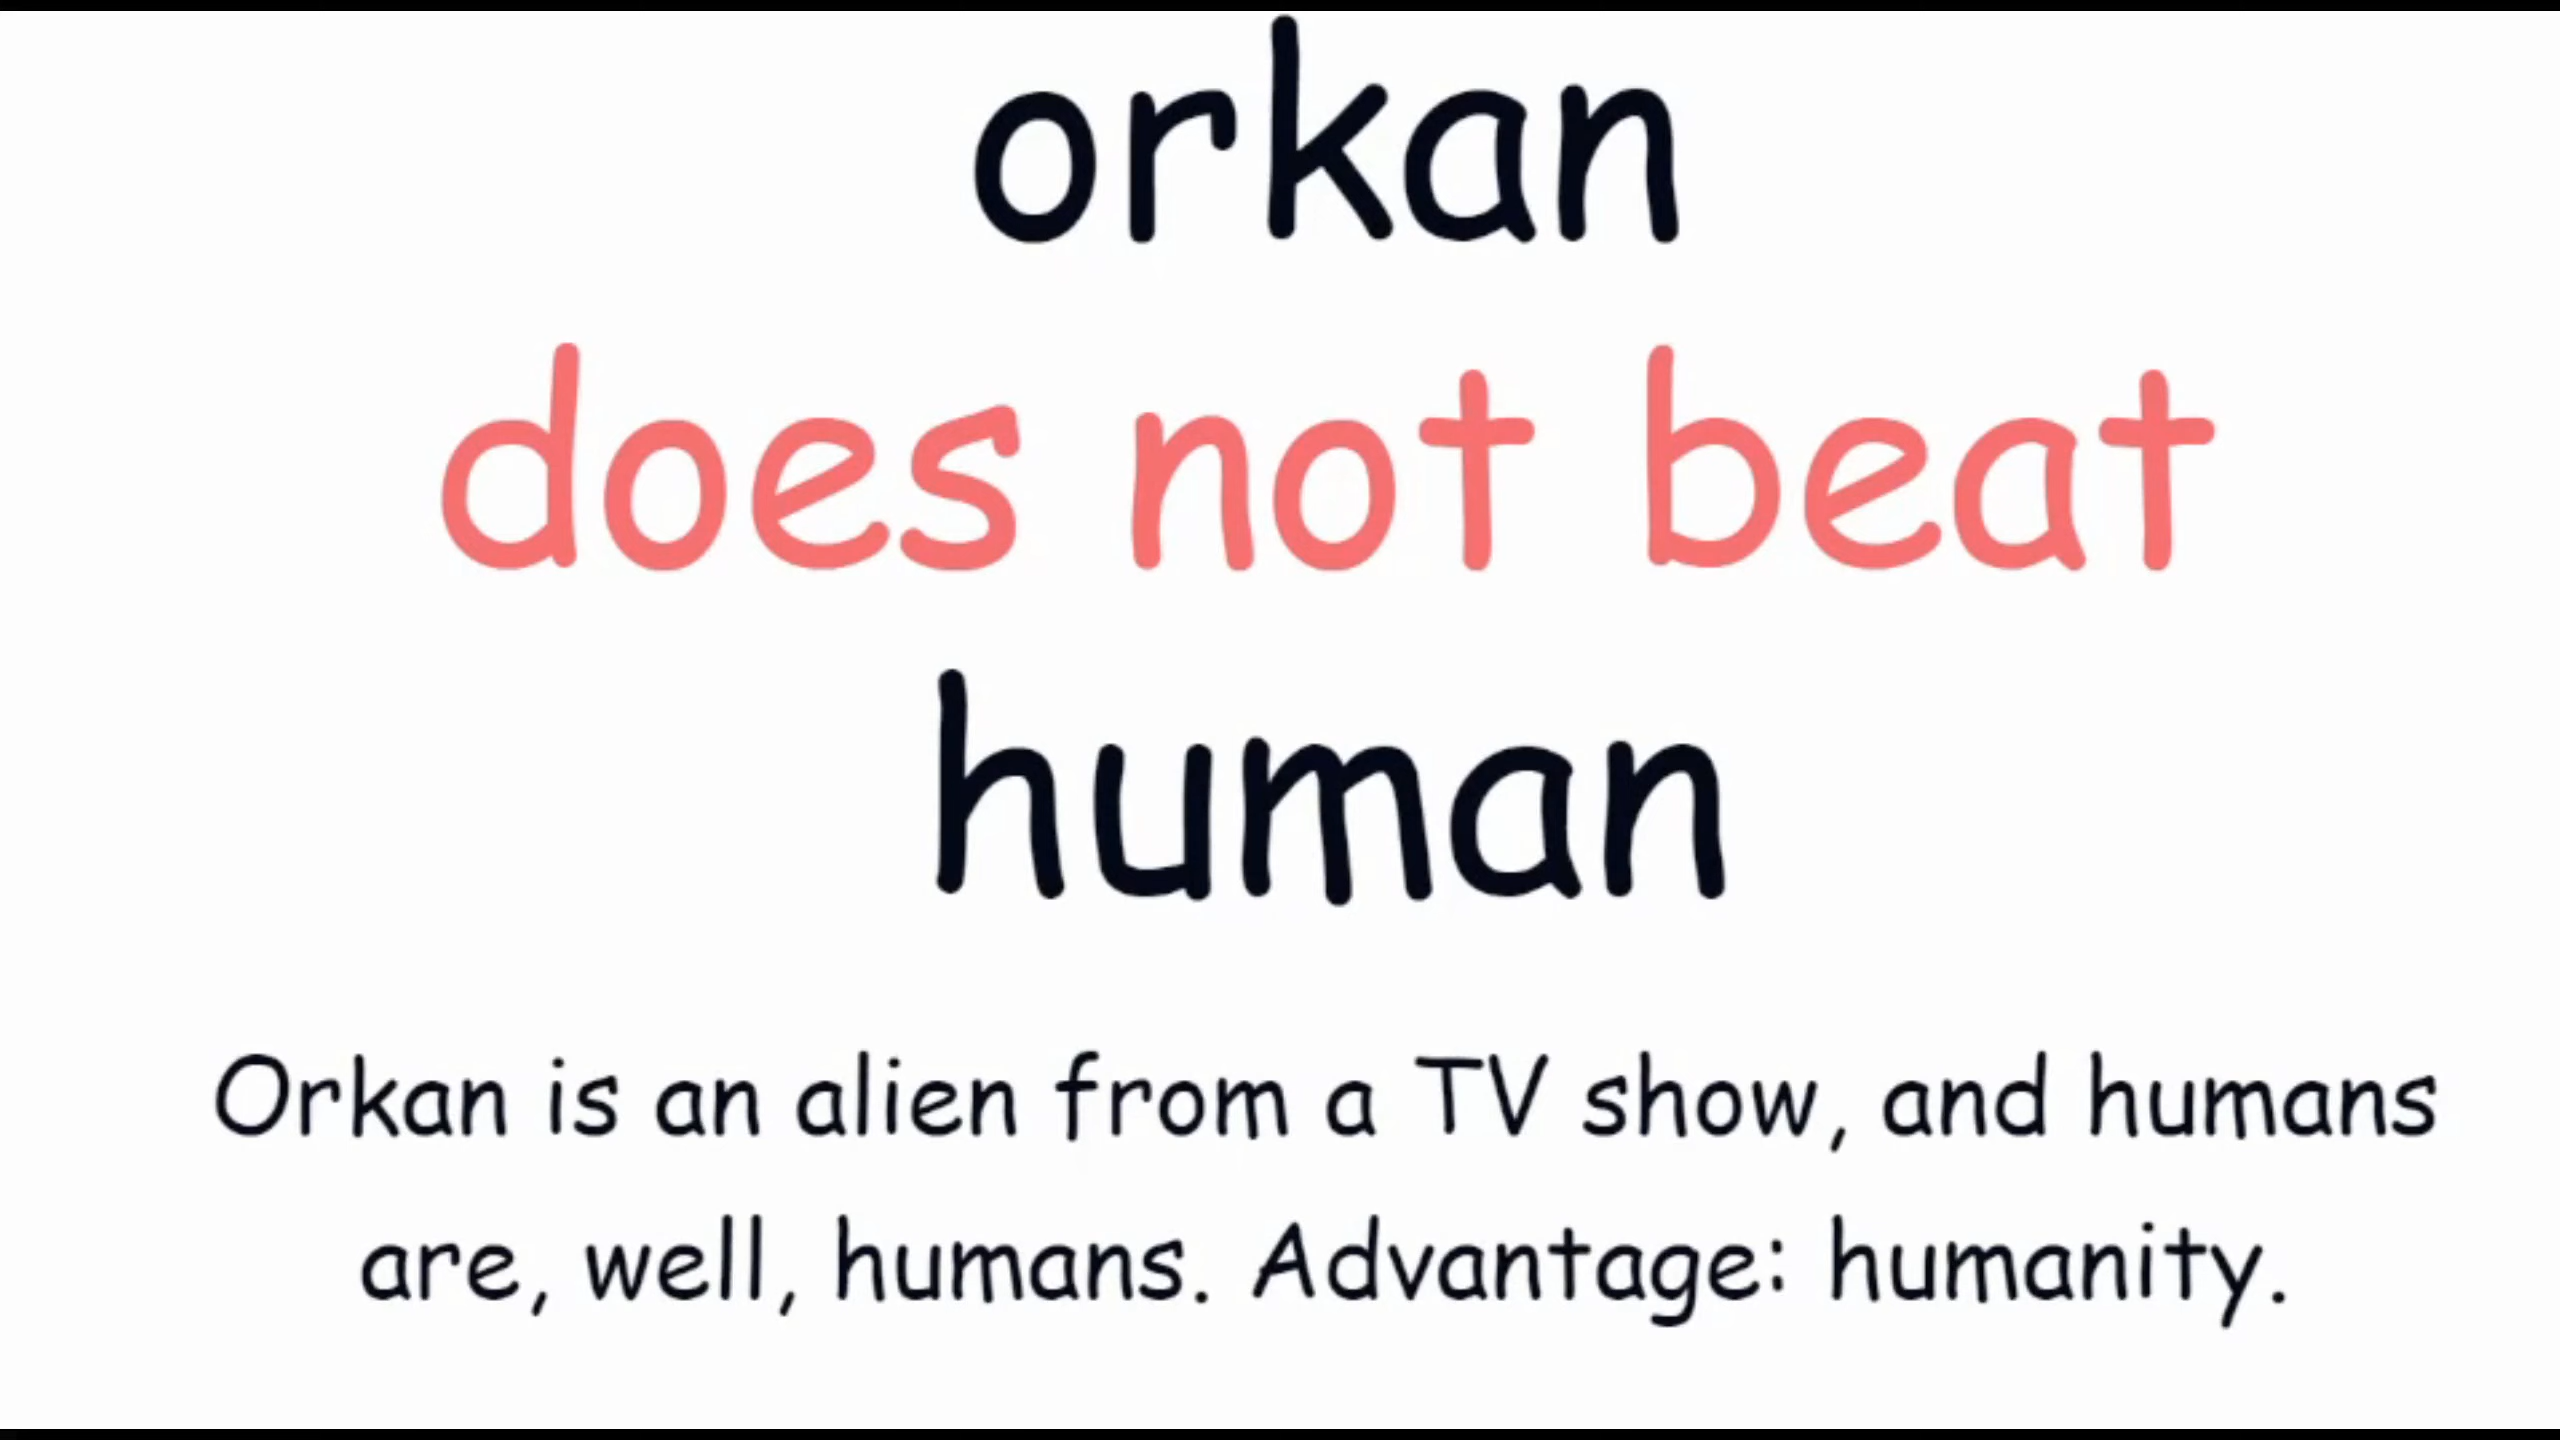 orkan
does not beat
human
Orkan is an alien from a TV show, and humans
are, well, humans. Advantage: humanity.